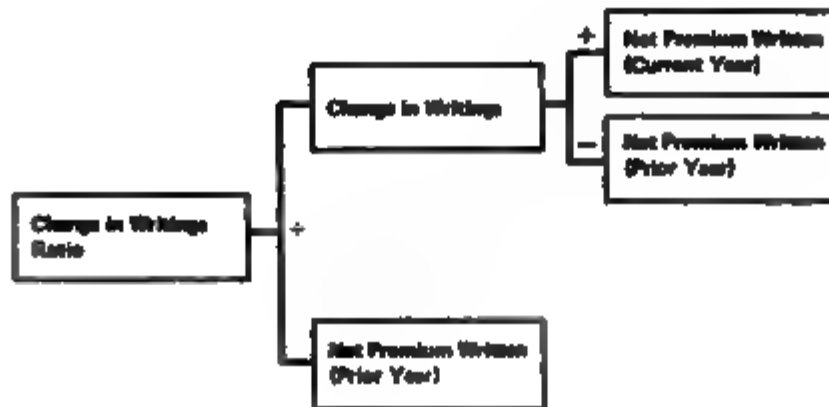 +
Net Premium Written
(Current Year)
Change in Writings
−
Net Premium Written
(Prior Year)
Change in Writings
Ratio
÷
Net Premium Written
(Prior Year)